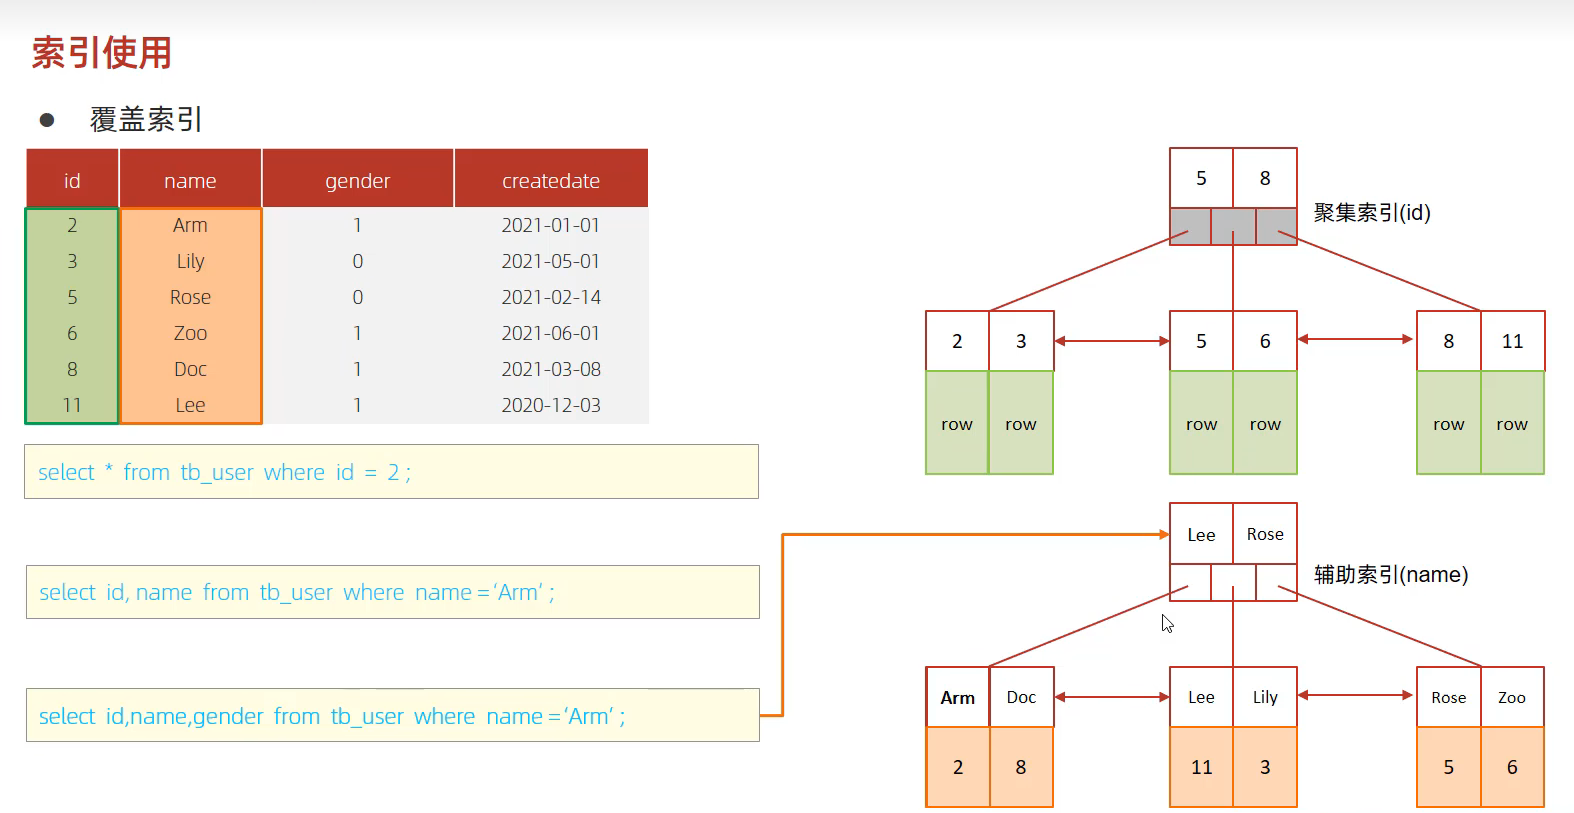 索引使用
● 覆盖索引
id name gender createdate
2 Arm 1 2021-01-01
3 Lily 0 2021-05-01
5 Rose 0 2021-02-14
6 Zoo 1 2021-06-01
8 Doc 1 2021-03-08
11 Lee 1 2020-12-03
select * from tb_user where id = 2 ;
select id, name from tb_user where name =‘Arm’ ;
select id,name,gender from tb_user where name =‘Arm’ ;
5 8
聚集索引(id)
2 3 5 6 8 11
row row row row row row
Lee Rose
辅助索引(name)
Arm Doc Lee Lily Rose Zoo
2 8 11 3 5 6